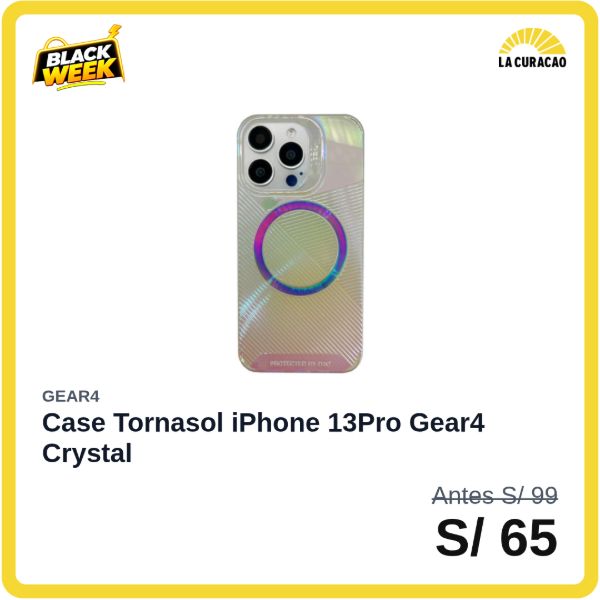 BLACK
WEEK
LA CURACAO
GEAR4
Case Tornasol iPhone 13Pro Gear4
Crystal
Antes S/ 99
S/ 65